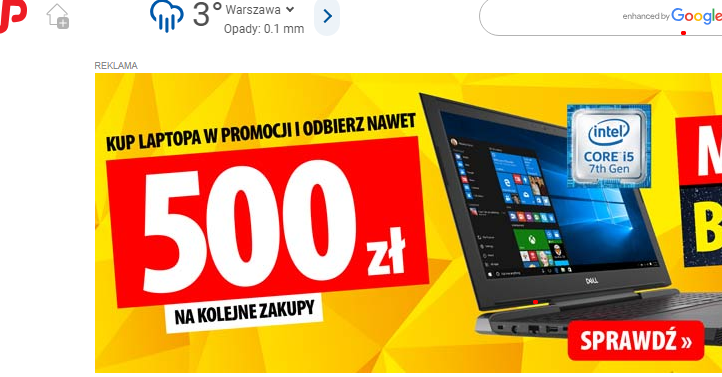 3° Warszawa
Opady: 0.1 mm
enhanced by Google
REKLAMA
KUP LAPTOPA W PROMOCJI I ODBIERZ NAWET
500 zł
NA KOLEJNE ZAKUPY
intel
CORE i5
7th Gen
DELL
SPRAWDŹ »